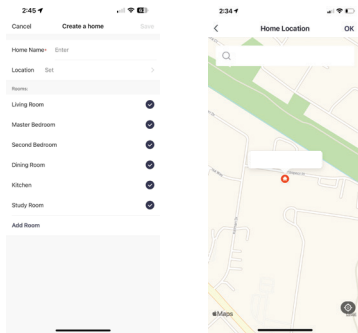 2:45
Cancel Create a home Save
Home Name* Enter
Location Set
Rooms
Living Room
Master Bedroom
Second Bedroom
Dining Room
Kitchen
Study Room
Add Room
2:34
Home Location OK
Maps